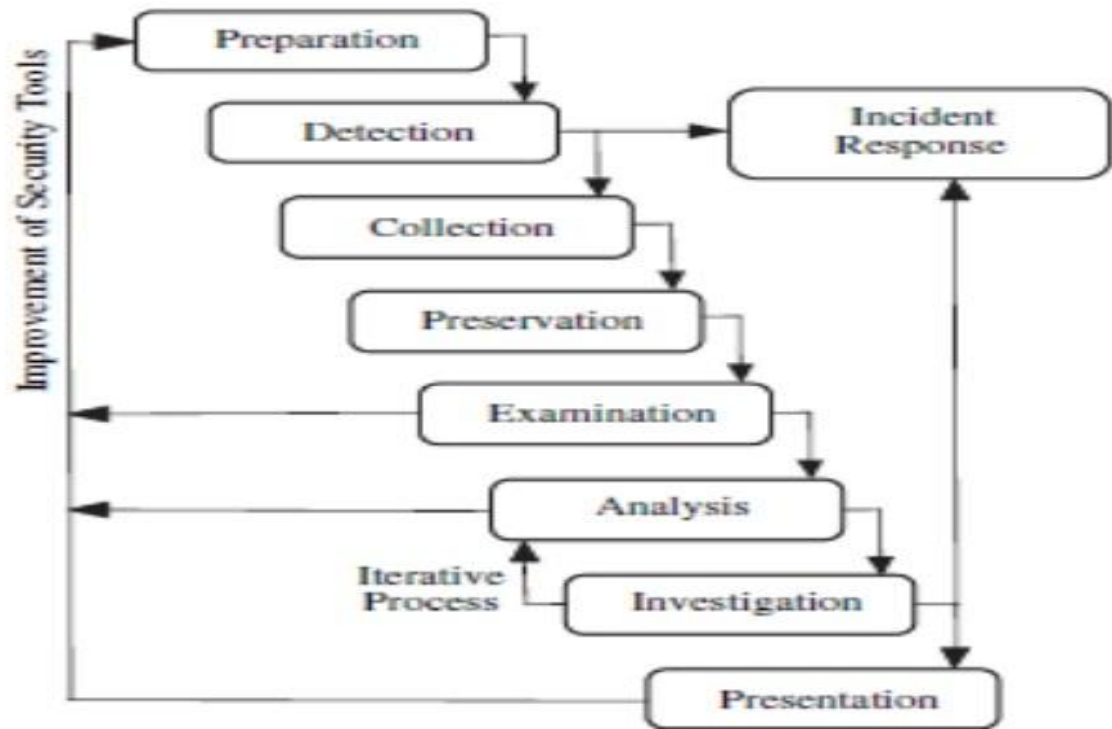 Improvement of Security Tools
Preparation
Detection
Incident
Response
Collection
Preservation
Examination
Analysis
Iterative
Process
Investigation
Presentation